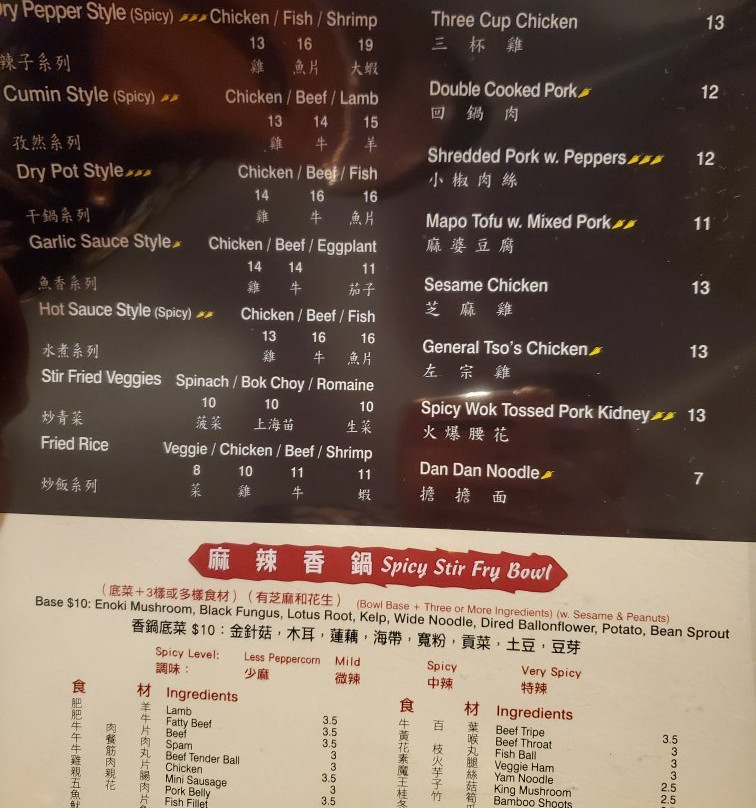 ry Pepper Style (Spicy) Chicken / Fish / Shrimp
13 16 19
辣子系列 雞 魚片 大蝦
Cumin Style (Spicy) Chicken / Beef / Lamb
13 14 15
孜然系列 雞 牛 羊
Dry Pot Style Chicken / Beef / Fish
14 16 16
干鍋系列 雞 牛 魚片
Garlic Sauce Style Chicken / Beef / Eggplant
14 14 11
魚香系列 雞 牛 茄子
Hot Sauce Style (Spicy) Chicken / Beef / Fish
13 16 16
水煮系列 雞 牛 魚片
Stir Fried Veggies Spinach / Bok Choy / Romaine
10 10 10
炒青菜 菠菜 上海苗 生菜
Fried Rice Veggie / Chicken / Beef / Shrimp
8 10 11 11
炒飯系列 菜 雞 牛 蝦
Three Cup Chicken 13
三杯雞
Double Cooked Pork 12
回鍋肉
Shredded Pork w. Peppers 12
小椒肉絲
Mapo Tofu w. Mixed Pork 11
麻婆豆腐
Sesame Chicken 13
芝麻雞
General Tso's Chicken 13
左宗雞
Spicy Wok Tossed Pork Kidney 13
火爆腰花
Dan Dan Noodle 7
擔擔面
麻辣香鍋 Spicy Stir Fry Bowl
（底菜＋3樣或多樣食材）（有芝麻和花生） (Bowl Base + Three or More Ingredients) (w. Sesame & Peanuts)
Base $10: Enoki Mushroom, Black Fungus, Lotus Root, Kelp, Wide Noodle, Dired Ballonflower, Potato, Bean Sprout
香鍋底菜 $10：金針菇，木耳，蓮藕，海帶，寬粉，貢菜，土豆，豆芽
Spicy Level: Less Peppercorn Mild Spicy Very Spicy
調味： 少麻 微辣 中辣 特辣
食材 Ingredients
Lamb 3.5
Fatty Beef 3.5
Beef 3.5
Spam 3
Beef Tender Ball 3
Chicken 3
Mini Sausage 3.5
Pork Belly 3
Fish Fillet 3.5
食材 Ingredients
Beef Tripe 3.5
Beef Throat 3
Fish Ball 3
Veggie Ham 3
Yam Noodle 2.5
King Mushroom 2.5
Bamboo Shoots